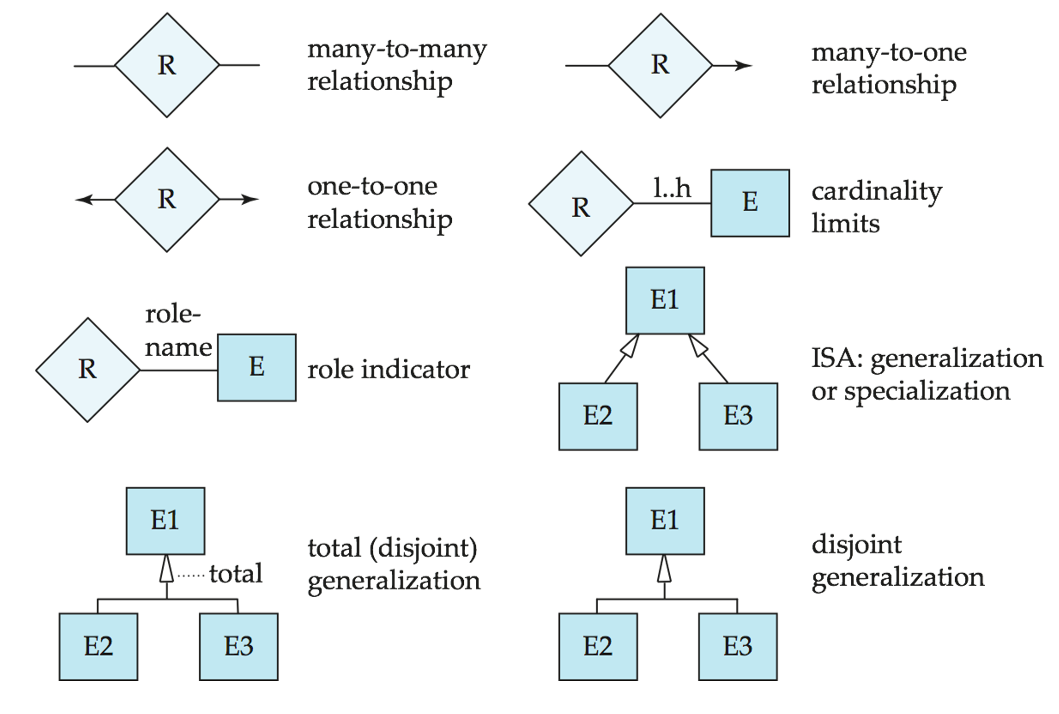 R
many-to-many
relationship
R
many-to-one
relationship
R
one-to-one
relationship
R
l..h
E
cardinality
limits
R
role-
name
E
role indicator
E1
E2
E3
ISA: generalization
or specialization
E1
total
E2
E3
total (disjoint)
generalization
E1
E2
E3
disjoint
generalization